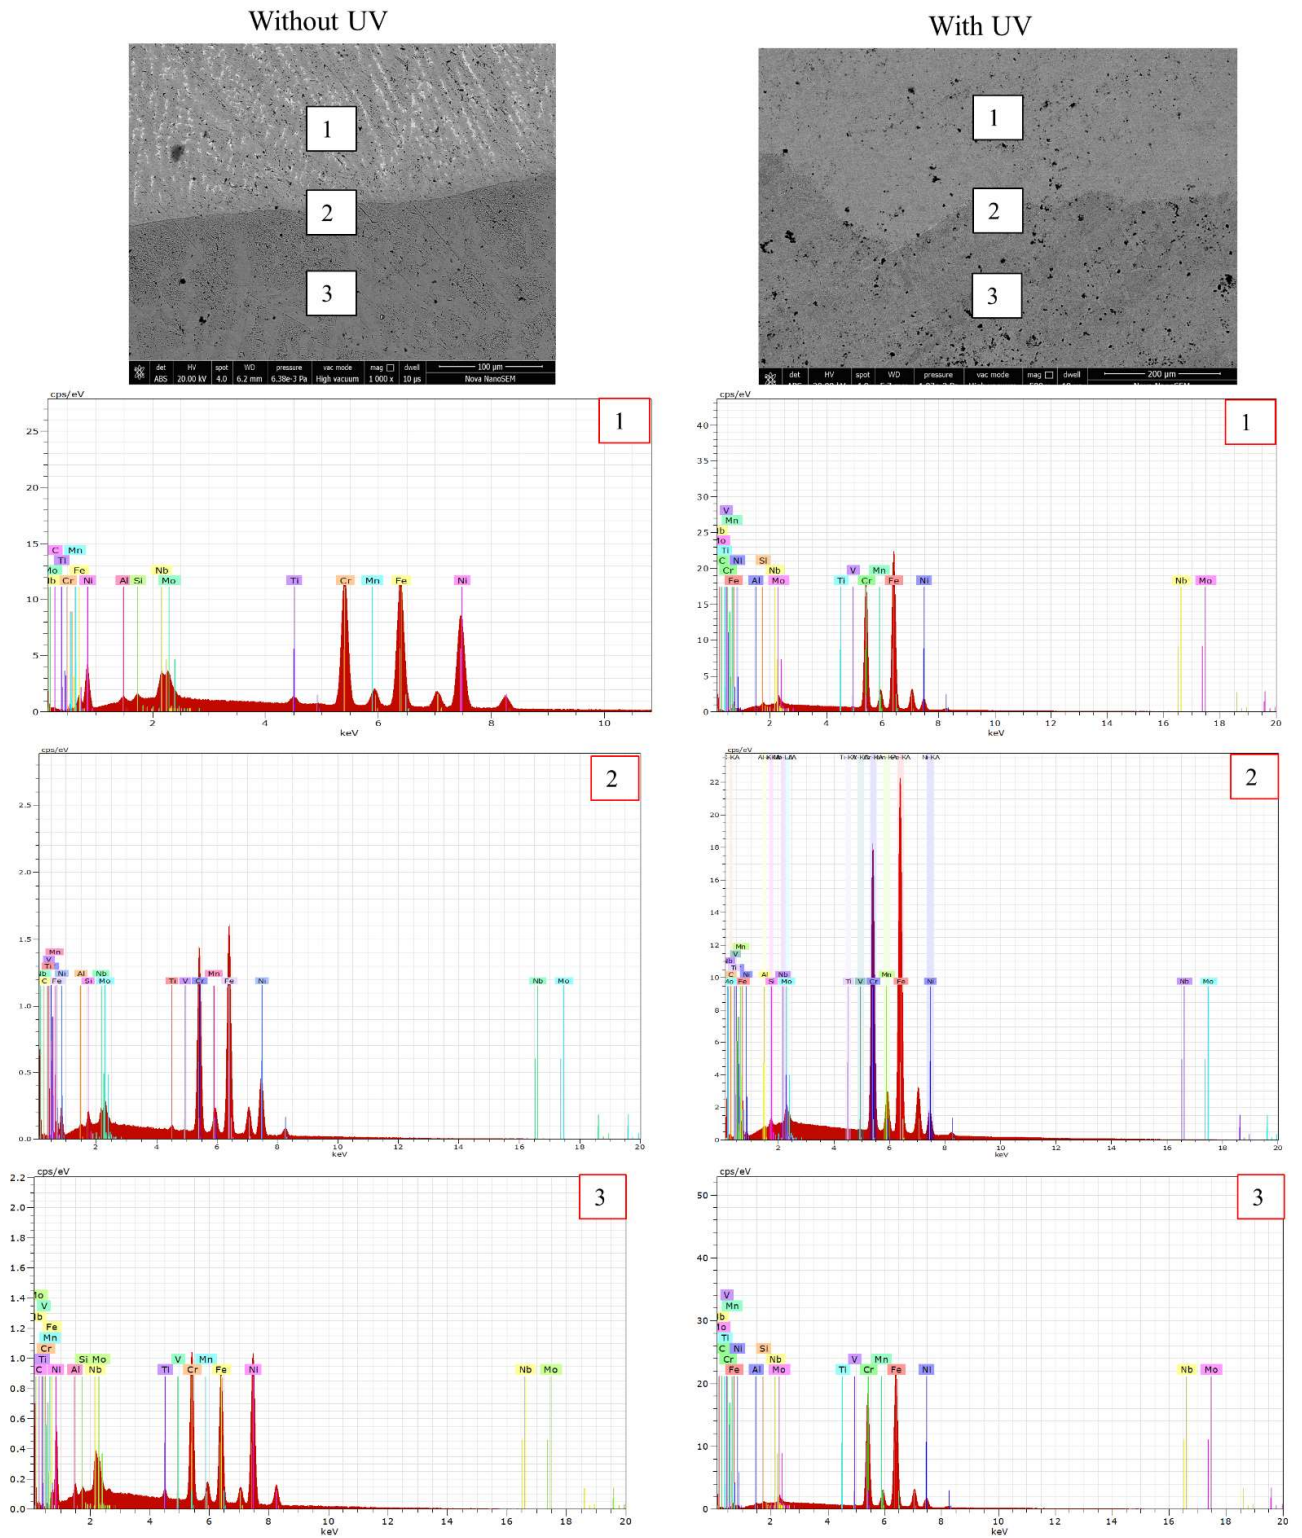 Without UV
With UV
1
2
3
det HV spot WD pressure vac mode mag dwell 100 µm
ABS 20.00 kV 4.0 6.2 mm 6.38e-3 Pa High vacuum 1 000 x 10 µs Nova NanoSEM
1
2
3
det HV spot WD pressure vac mode mag dwell 200 µm
cps/eV
1
25
20
15
10
5
0
C Mn
Ti
Fe Nb
Cr Ni Al Si Mo Ti Cr Mn Fe Ni
2 4 6 8 10
keV
cps/eV
1
40
35
30
25
20
15
10
5
0
V
Mn
Ti Si
C Ni Nb
Cr V Mn
Fe Al Mo Ti Cr Fe Ni Nb Mo
2 4 6 8 10 12 14 16 18 20
keV
cps/eV
2
2.5
2.0
1.5
1.0
0.5
0.0
Mn
V
Ti
Ni Al Nb Mn
C Fe Si Mo Ti V Cr Fe Ni Nb Mo
2 4 6 8 10 12 14 16 18 20
keV
cps/eV
2
22
18
16
14
12
10
8
6
4
2
0
Mn
V
Ti
C Ni Al Nb Mn
Fe Si Mo Ti V Cr Fe Ni Nb Mo
2 4 6 8 10 12 14 16 18 20
keV
cps/eV
3
2.2
2.0
1.8
1.6
1.4
1.2
1.0
0.8
0.6
0.4
0.2
0.0
V
Fe
Mn
Cr
Ti Si Mo V Mn
C Ni Al Nb Ti Cr Fe Ni Nb Mo
2 4 6 8 10 12 14 16 18 20
keV
cps/eV
3
50
40
30
20
10
0
V
Mn
Ti
C Ni Si
Cr Nb V Mn
Fe Al Mo Ti Cr Fe Ni Nb Mo
2 4 6 8 10 12 14 16 18 20
keV